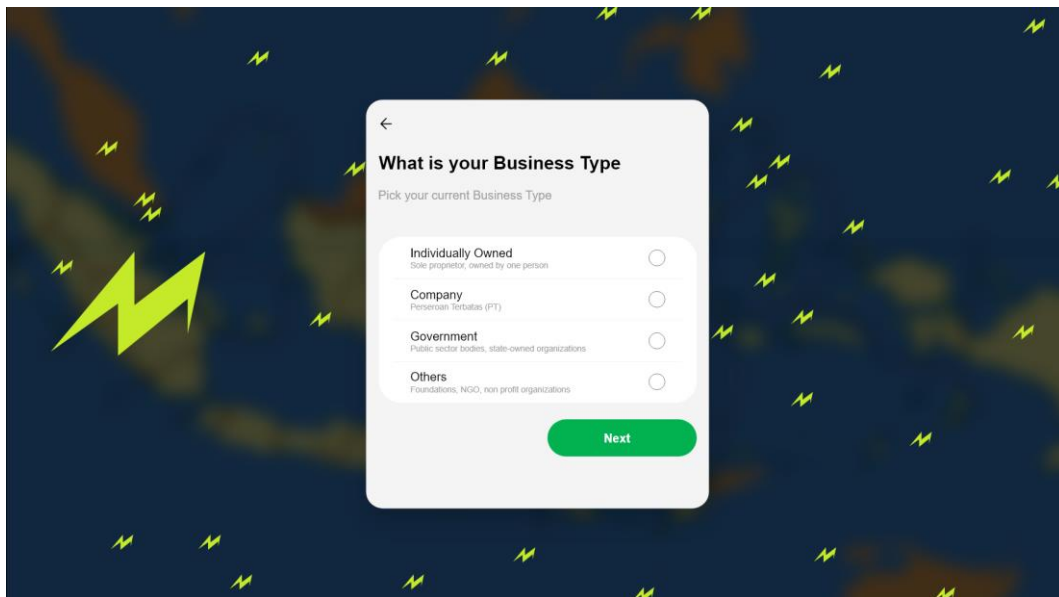 What is your Business Type
Pick your current Business Type
Individually Owned
Sole proprietor, owned by one person
Company
Perseroan Terbatas (PT)
Government
Public sector bodies, state-owned organizations
Others
Foundations, NGO, non profit organizations
Next